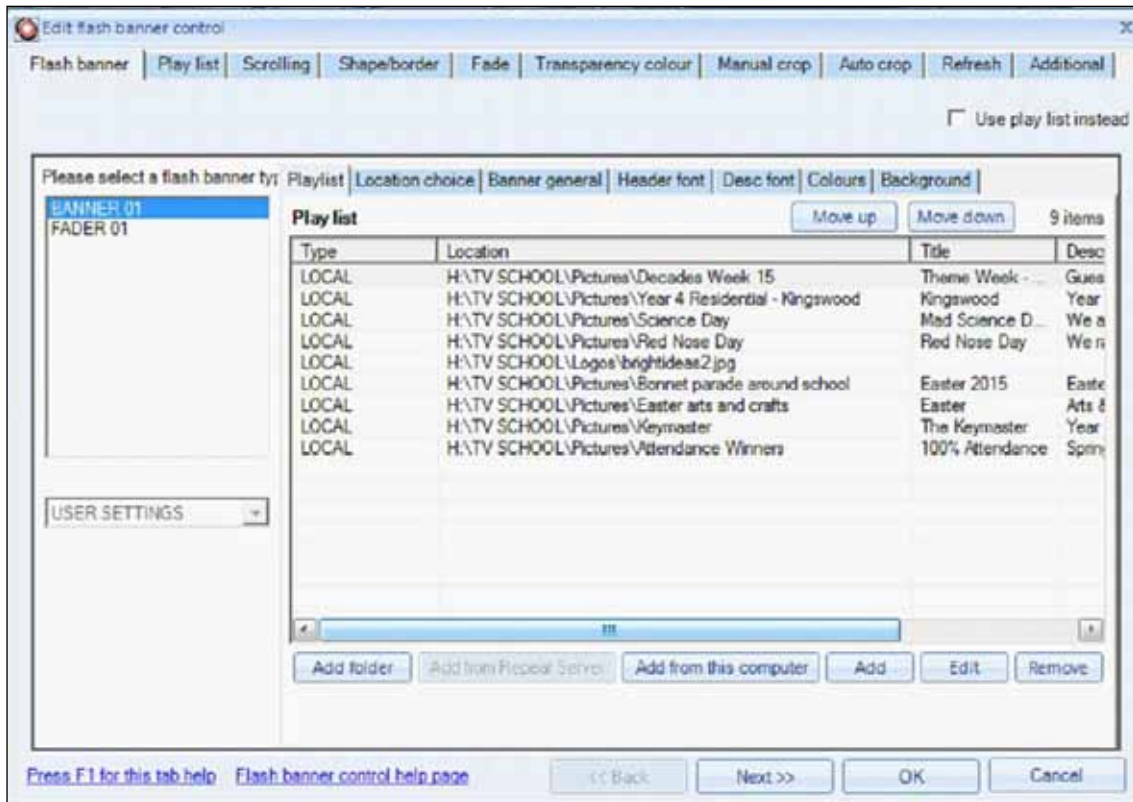 Edit flash banner control
Flash banner Play list Scrolling Shape/border Fade Transparency colour Manual crop Auto crop Refresh Additional
Use play list instead
Please select a flash banner typ
BANNER 01
FADER 01
USER SETTINGS
Playlist Location choice Banner general Header font Desc font Colours Background
Play list Move up Move down 9 items
Type Location Title Desc
LOCAL H:\TV SCHOOL\Pictures\Decades Week 15 Theme Week - ... Gues
LOCAL H:\TV SCHOOL\Pictures\Year 4 Residential - Kingswood Kingswood Year
LOCAL H:\TV SCHOOL\Pictures\Science Day Mad Science D... We a
LOCAL H:\TV SCHOOL\Pictures\Red Nose Day Red Nose Day We ra
LOCAL H:\TV SCHOOL\Logos\brightideas2.jpg
LOCAL H:\TV SCHOOL\Pictures\Bonnet parade around school Easter 2015 Easte
LOCAL H:\TV SCHOOL\Pictures\Easter arts and crafts Easter Arts &
LOCAL H:\TV SCHOOL\Pictures\Keymaster The Keymaster Year
LOCAL H:\TV SCHOOL\Pictures\Attendance Winners 100% Attendance Spring
Add folder Add from Repeat Server Add from this computer Add Edit Remove
Press F1 for this tab help Flash banner control help page << Back Next >> OK Cancel